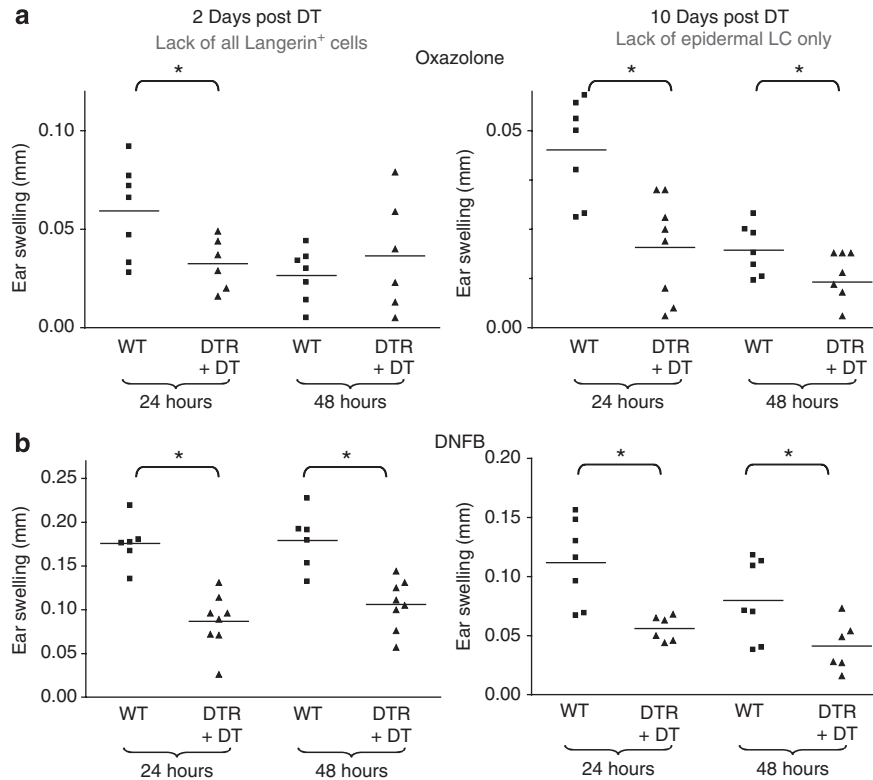 a
2 Days post DT
Lack of all Langerin+ cells
10 Days post DT
Lack of epidermal LC only
Oxazolone
*
*
*
Ear swelling (mm)
0.10
0.05
0.00
Ear swelling (mm)
0.05
0.00
WT
DTR + DT
WT
DTR + DT
24 hours
48 hours
WT
DTR + DT
WT
DTR + DT
24 hours
48 hours
b
DNFB
*
*
*
*
Ear swelling (mm)
0.25
0.20
0.15
0.10
0.05
0.00
Ear swelling (mm)
0.20
0.15
0.10
0.05
0.00
WT
DTR + DT
WT
DTR + DT
24 hours
48 hours
WT
DTR + DT
WT
DTR + DT
24 hours
48 hours